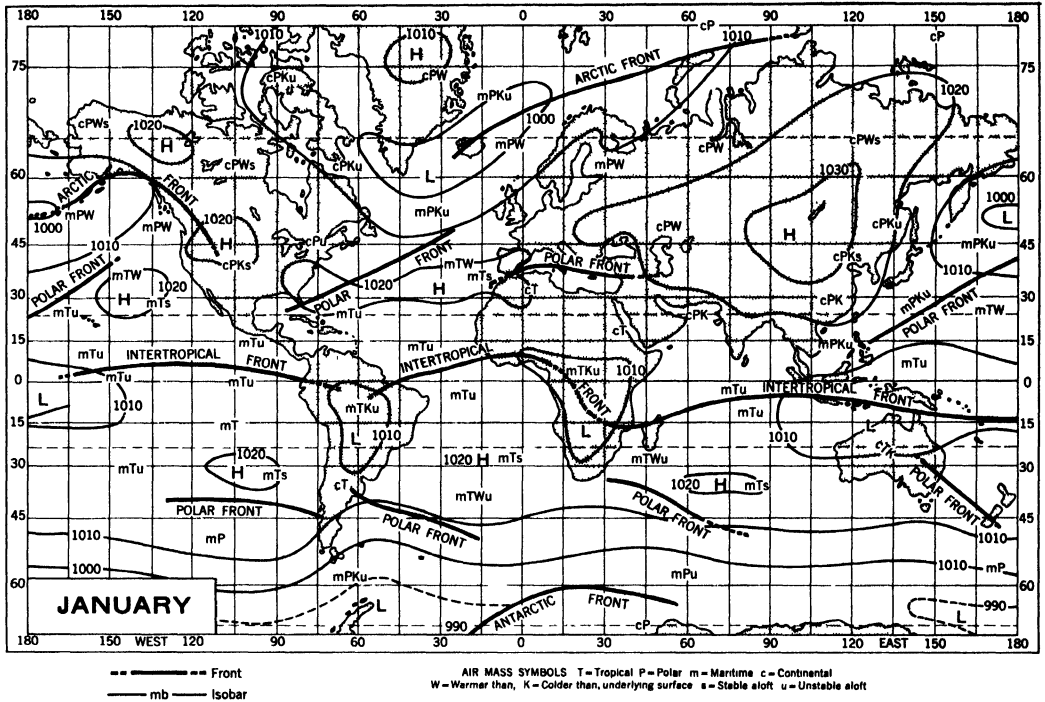 180 150 120 90 60 30 0 30 60 90 120 150 180
cP
1010 1010 1010 cP
H
75 cPKu cPW ARCTIC FRONT 75
mPKu 1020
cPWs 1020 1000
H cPWs cPKu mPW mPW cPW cPWs
60 L 1030 60
ARCTIC FRONT
1000 mPW mPW 1020 mPKu cPKu 1000 L
H cPu cPW H mPKu
45 1010 cPKs FRONT POLAR FRONT cPKs 45
mTW mTs 1010
POLAR FRONT mTW 1020 1020 cT
H mTs POLAR H cPK mPKu
30 mTu cPK POLAR FRONT mTW 30
cT
15 mTu mTu mPKu 15
mTu INTERTROPICAL FRONT INTERTROPICAL 1010 mTu
0 mTu mTu mTKu mTu INTERTROPICAL FRONT 0
L 1010 mTKu mTu FRONT mTu
15 mT L 1010 L 1010 L 15
cTK
1020 1020 H mTs mTWu
30 mTu H mTs cT 1020 H mTs POLAR FRONT 30
mTWu
45 POLAR FRONT POLAR FRONT POLAR FRONT 45
1010 mP 1010
1000 1010 mP
60 mPKu mPu 60
JANUARY L ANTARCTIC FRONT 990
990 cP L
180 150 WEST 120 90 60 30 0 30 60 90 120 EAST 150 180
Front
mb Isobar
AIR MASS SYMBOLS T=Tropical P=Polar m=Maritime c=Continental
W=Warmer than, K=Colder than, underlying surface s=Stable aloft u=Unstable aloft